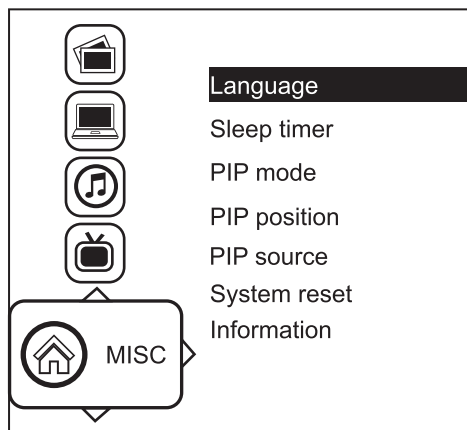 Language
Sleep timer
PIP mode
PIP position
PIP source
System reset
Information
MISC